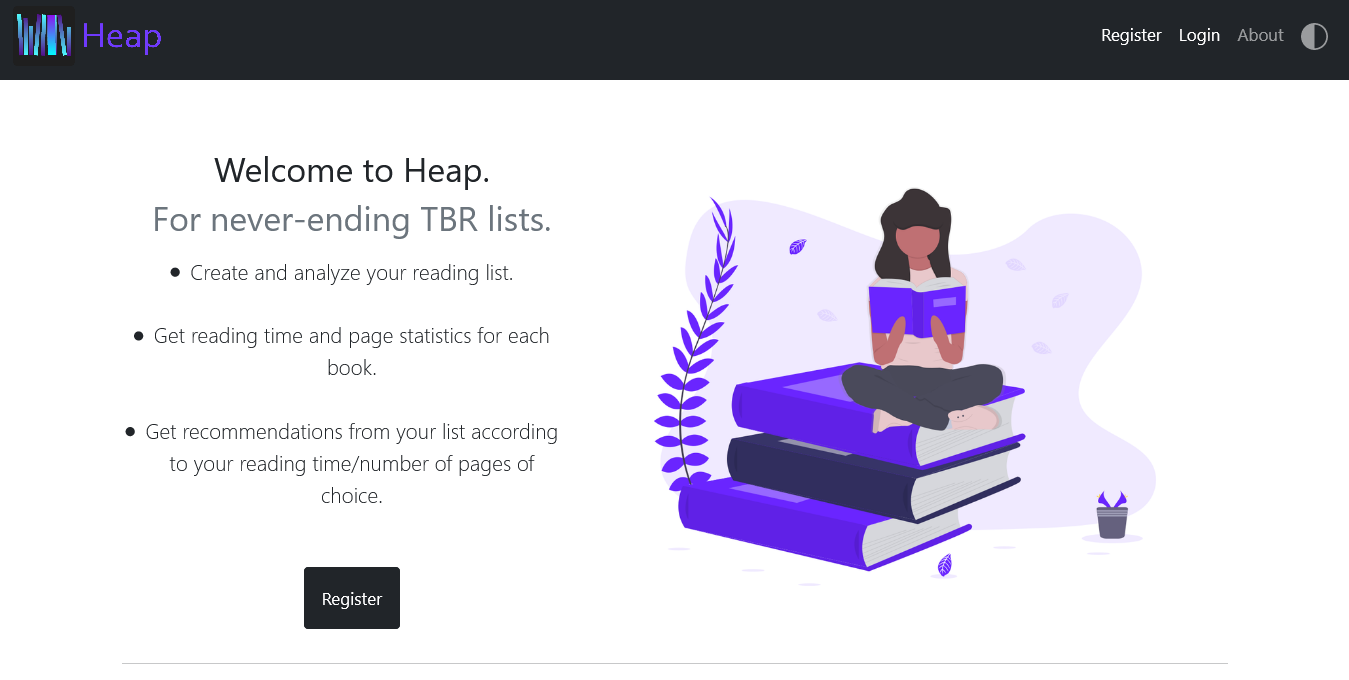 Heap
Register Login About
Welcome to Heap.
For never-ending TBR lists.
• Create and analyze your reading list.
• Get reading time and page statistics for each
book.
• Get recommendations from your list according
to your reading time/number of pages of
choice.
Register